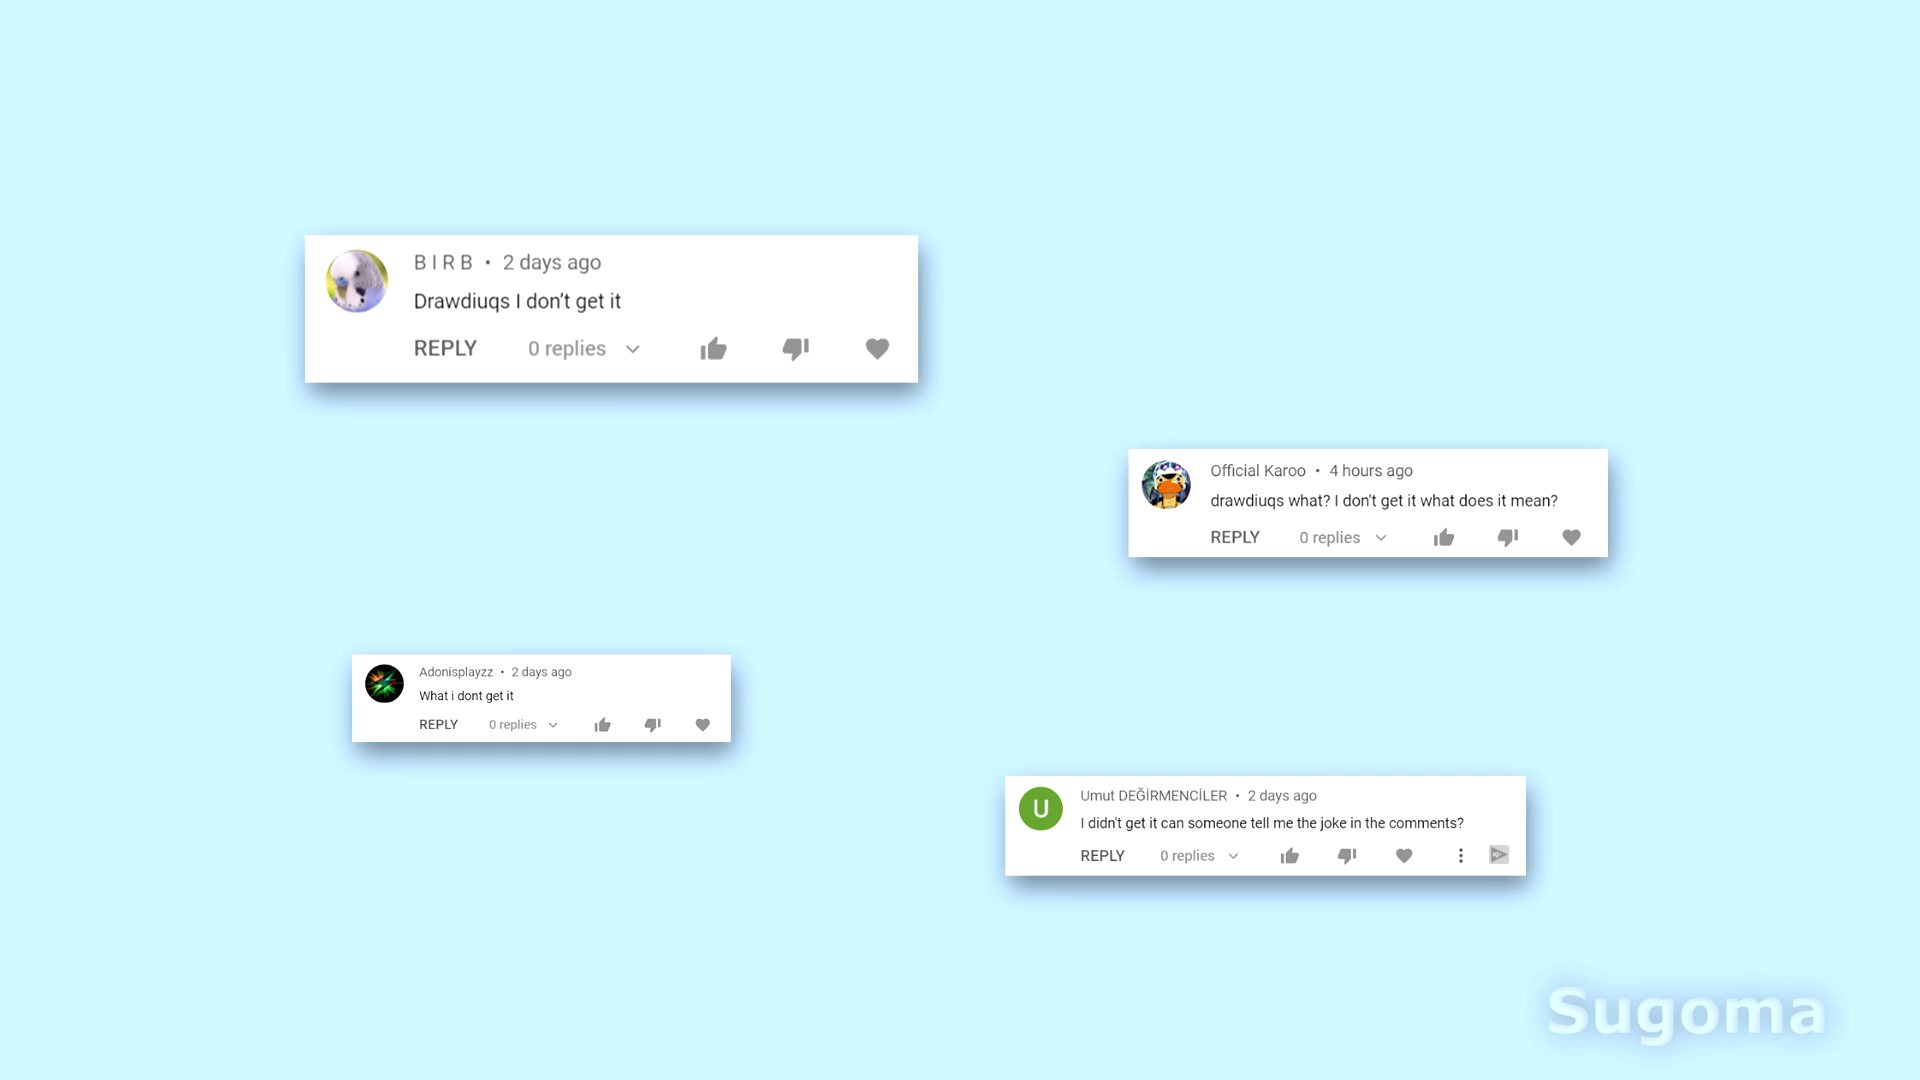 B I R B • 2 days ago
Drawdiuqs I don’t get it
REPLY 0 replies
Official Karoo • 4 hours ago
drawdiuqs what? I don't get it what does it mean?
REPLY 0 replies
Adonisplayzz • 2 days ago
What i dont get it
REPLY 0 replies
U
Umut DEĞİRMENCİLER • 2 days ago
I didn't get it can someone tell me the joke in the comments?
REPLY 0 replies
Sugoma